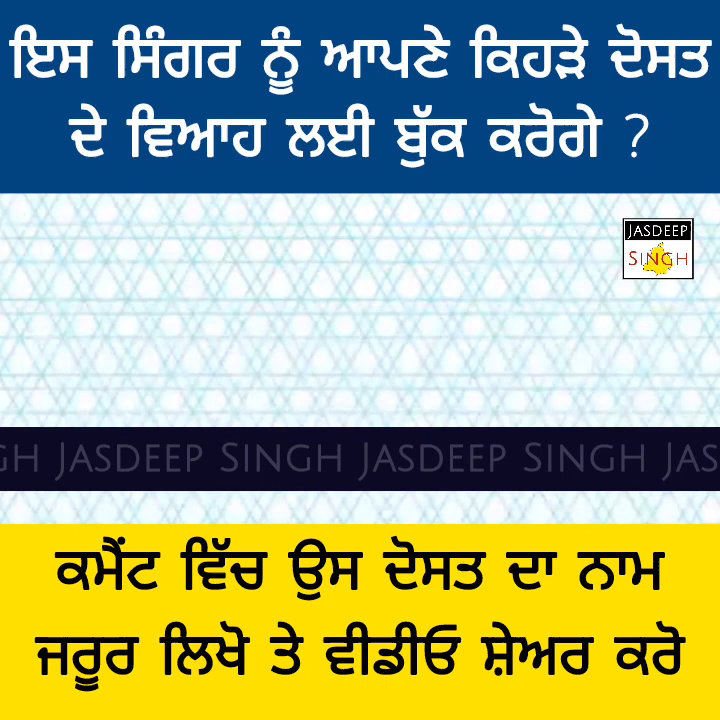 ਇਸ ਸਿੰਗਰ ਨੂੰ ਆਪਣੇ ਕਿਹੜੇ ਦੋਸਤ
ਦੇ ਵਿਆਹ ਲਈ ਬੁੱਕ ਕਰੋਗੇ ?
JASDEEP
SINGH
GH JASDEEP SINGH JASDEEP SINGH JAS
ਕਮੈਂਟ ਵਿੱਚ ਉਸ ਦੋਸਤ ਦਾ ਨਾਮ
ਜਰੂਰ ਲਿਖੋ ਤੇ ਵੀਡੀਓ ਸ਼ੇਅਰ ਕਰੋ